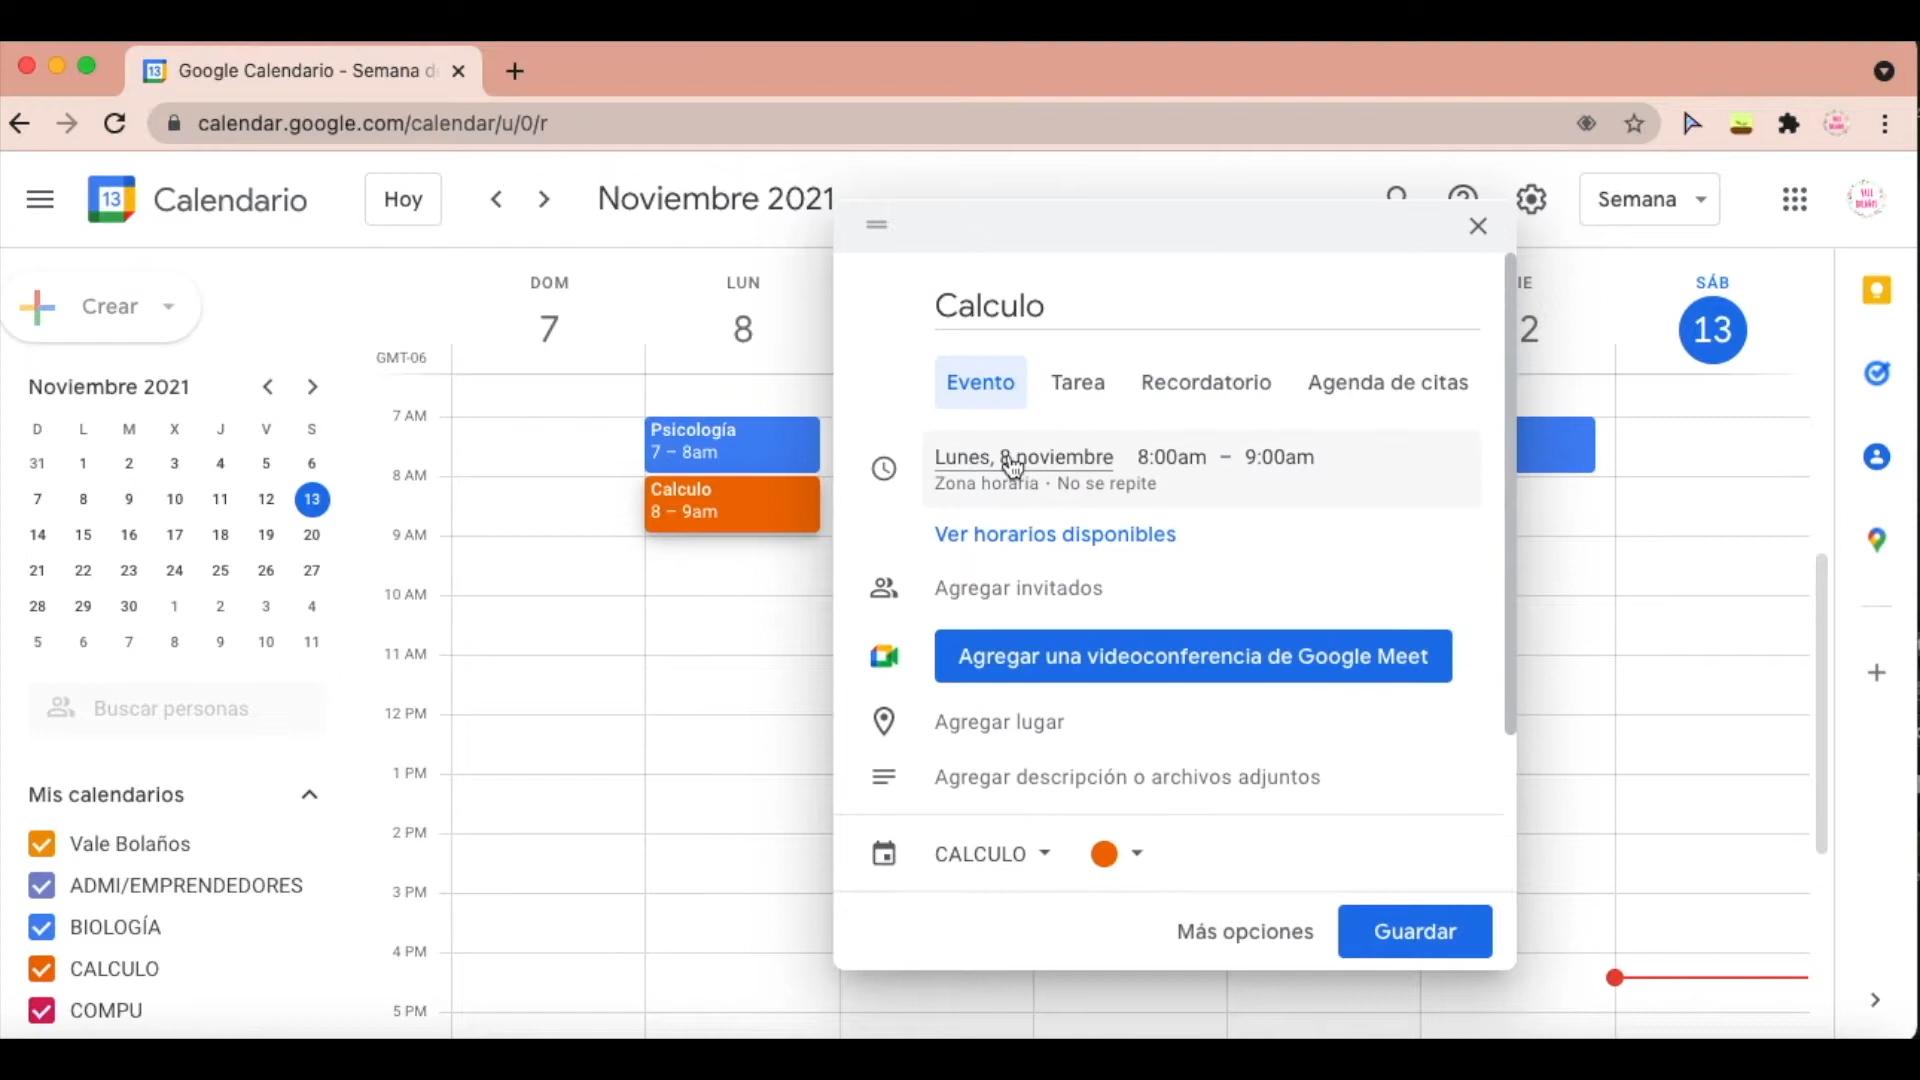 Google Calendario - Semana d
calendar.google.com/calendar/u/0/r
13 Calendario
Hoy
Noviembre 2021
Semana
Crear
DOM LUN IE SÁB
7 8 2 13
GMT-06
Noviembre 2021
D L M X J V S
31 1 2 3 4 5 6
7 8 9 10 11 12 13
14 15 16 17 18 19 20
21 22 23 24 25 26 27
28 29 30 1 2 3 4
5 6 7 8 9 10 11
Buscar personas
Mis calendarios
Vale Bolaños
ADMI/EMPRENDEDORES
BIOLOGÍA
CALCULO
COMPU
7 AM
8 AM
9 AM
10 AM
11 AM
12 PM
1 PM
2 PM
3 PM
4 PM
5 PM
Psicología
7 – 8am
Calculo
8 – 9am
Calculo
Evento Tarea Recordatorio Agenda de citas
Lunes, 8 noviembre 8:00am – 9:00am
Zona horaria · No se repite
Ver horarios disponibles
Agregar invitados
Agregar una videoconferencia de Google Meet
Agregar lugar
Agregar descripción o archivos adjuntos
CALCULO
Más opciones
Guardar